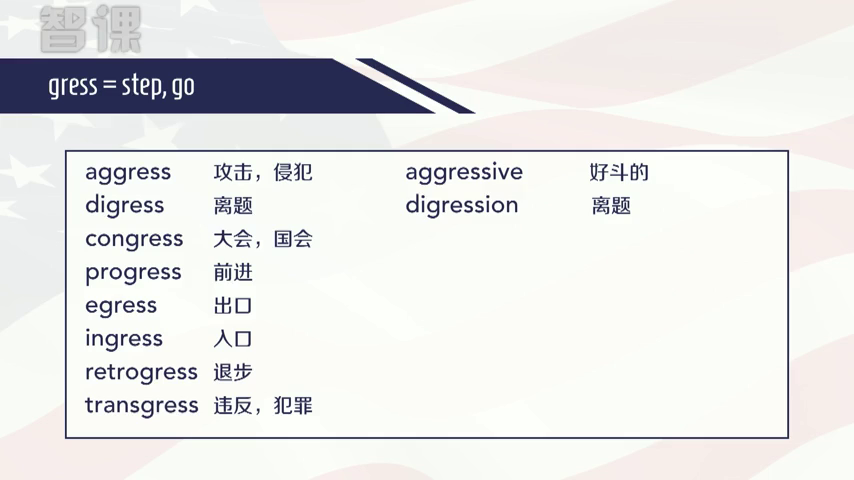 智课
gress = step, go
aggress 攻击，侵犯 aggressive 好斗的
digress 离题 digression 离题
congress 大会，国会
progress 前进
egress 出口
ingress 入口
retrogress 退步
transgress 违反，犯罪